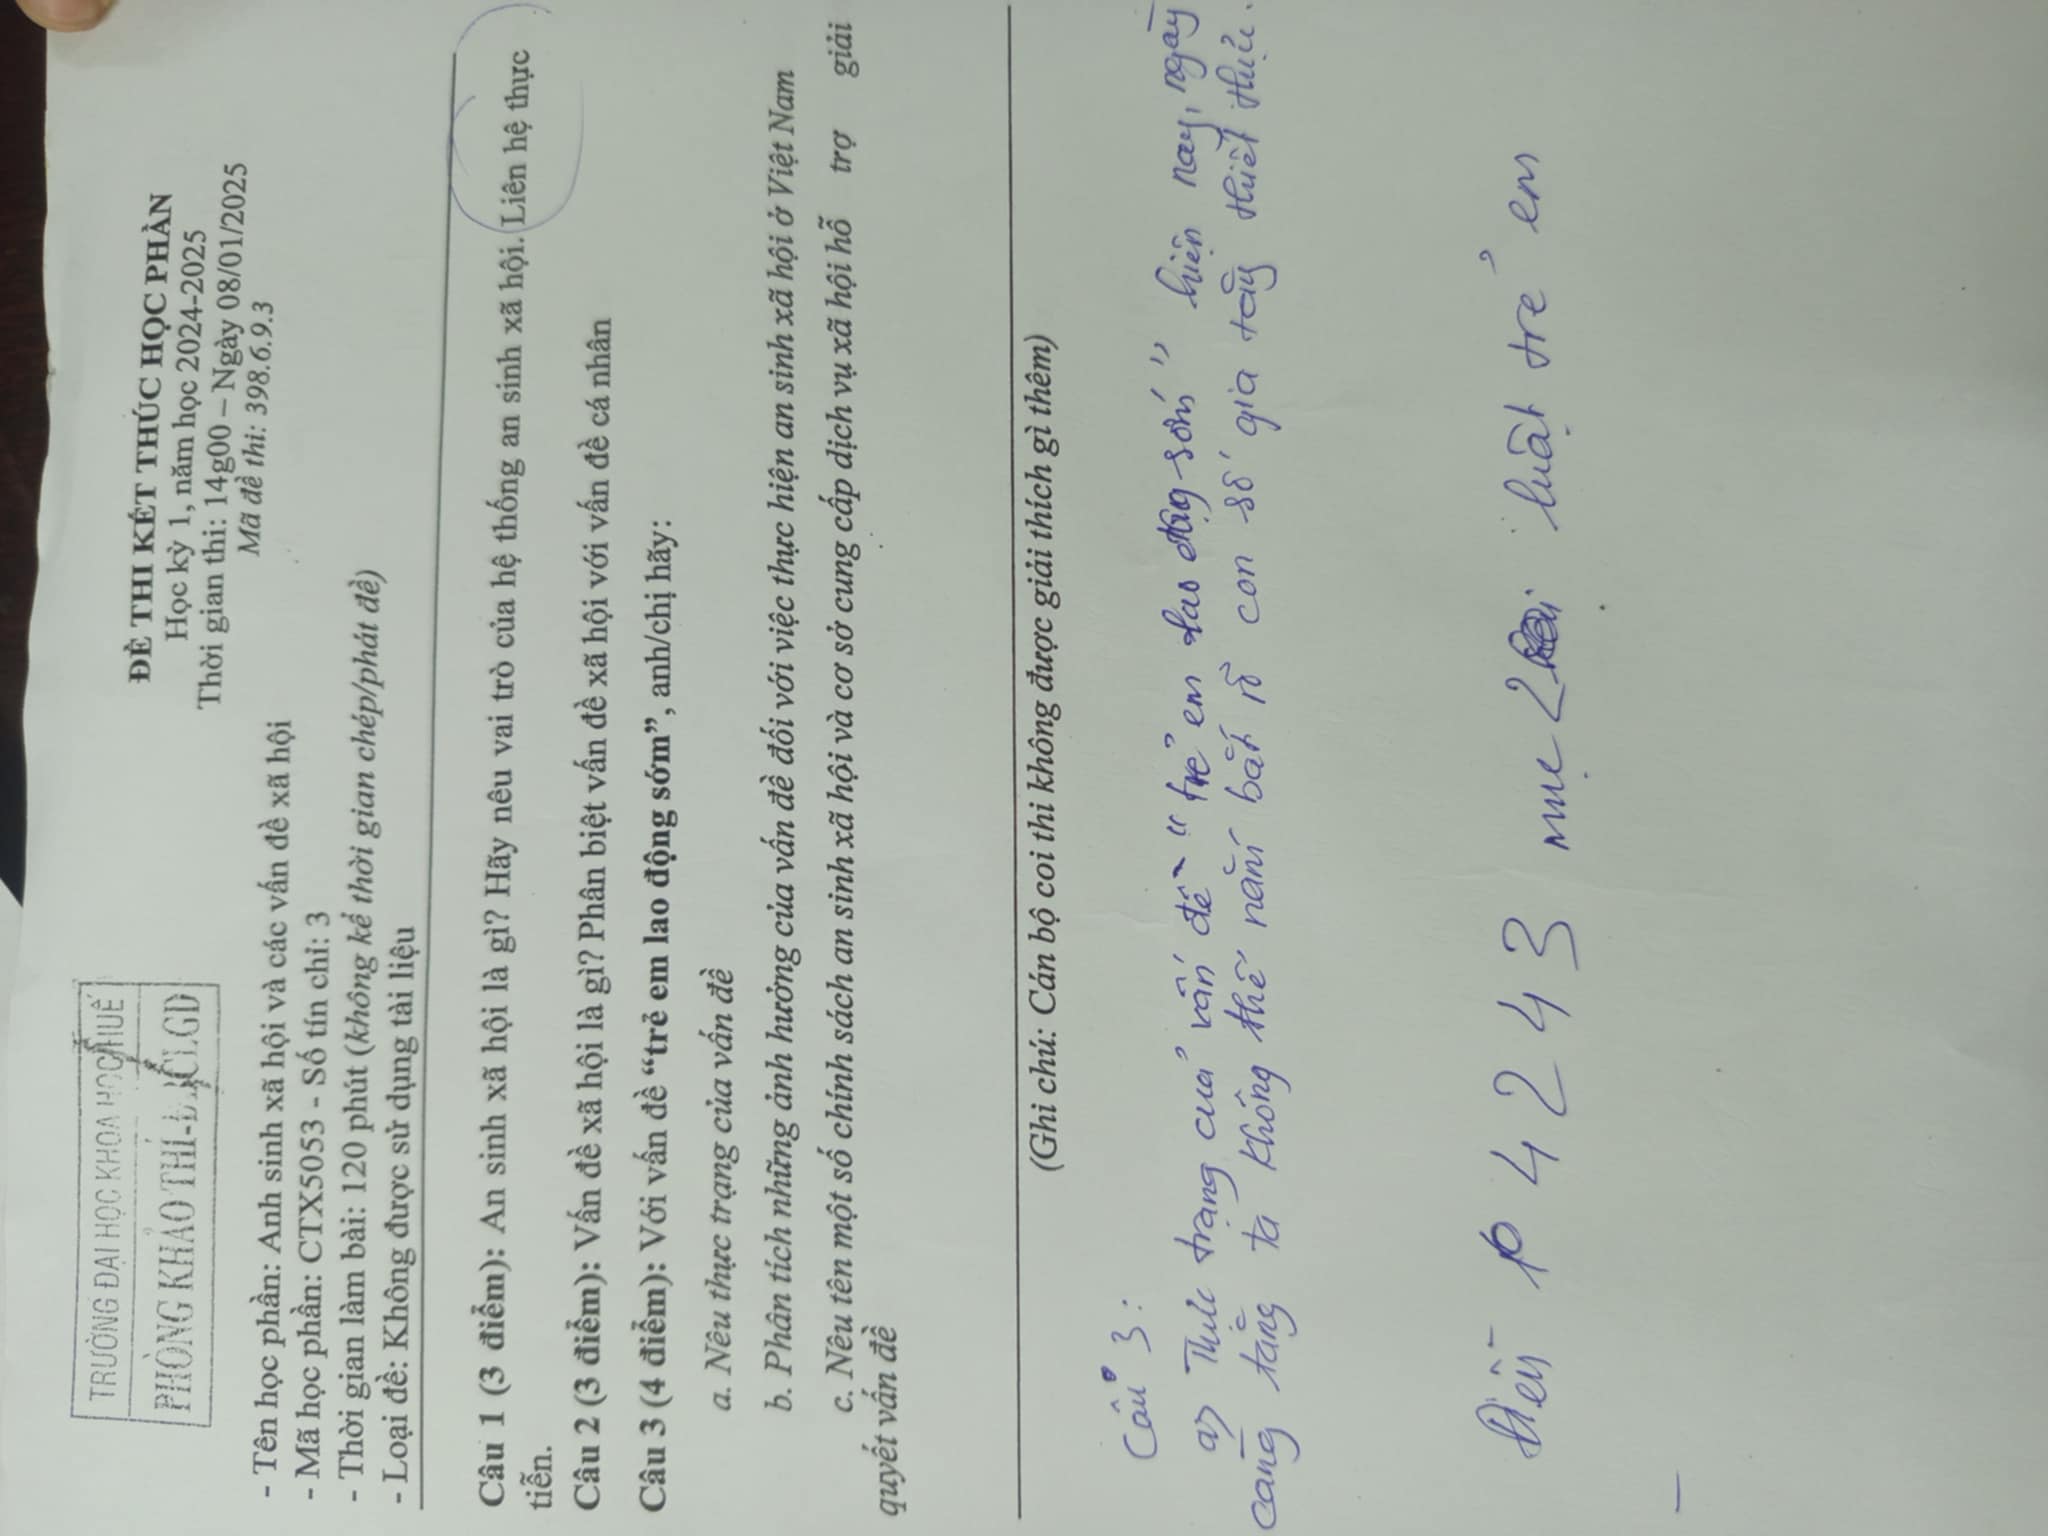 TRƯỜNG ĐẠI HỌC KHOA HỌC HUẾ
PHÒNG KHẢO THÍ-ĐBCLGD
ĐỀ THI KẾT THÚC HỌC PHẦN
Học kỳ 1, năm học 2024-2025
Thời gian thi: 14g00 – Ngày 08/01/2025
Mã đề thi: 398.6.9.3
- Tên học phần: Anh sinh xã hội và các vấn đề xã hội
- Mã học phần: CTX5053 - Số tín chỉ: 3
- Thời gian làm bài: 120 phút (không kể thời gian chép/phát đề)
- Loại đề: Không được sử dụng tài liệu
Câu 1 (3 điểm): An sinh xã hội là gì? Hãy nêu vai trò của hệ thống an sinh xã hội. Liên hệ thực
tiễn.
Câu 2 (3 điểm): Vấn đề xã hội là gì? Phân biệt vấn đề xã hội với vấn đề cá nhân
Câu 3 (4 điểm): Với vấn đề “trẻ em lao động sớm”, anh/chị hãy:
a. Nêu thực trạng của vấn đề
b. Phân tích những ảnh hưởng của vấn đề đối với việc thực hiện an sinh xã hội ở Việt Nam
c. Nêu tên một số chính sách an sinh xã hội và cơ sở cung cấp dịch vụ xã hội hỗ trợ giải
quyết vấn đề
(Ghi chú: Cán bộ coi thi không được giải thích gì thêm)
Câu 3:
a) Thực trạng của vấn đề “trẻ em lao động sớm” hiện nay, ngày
càng tăng ta không thể nắm bắt rõ con số gia tăng
4 2 4 3 mục 2 luật trẻ em